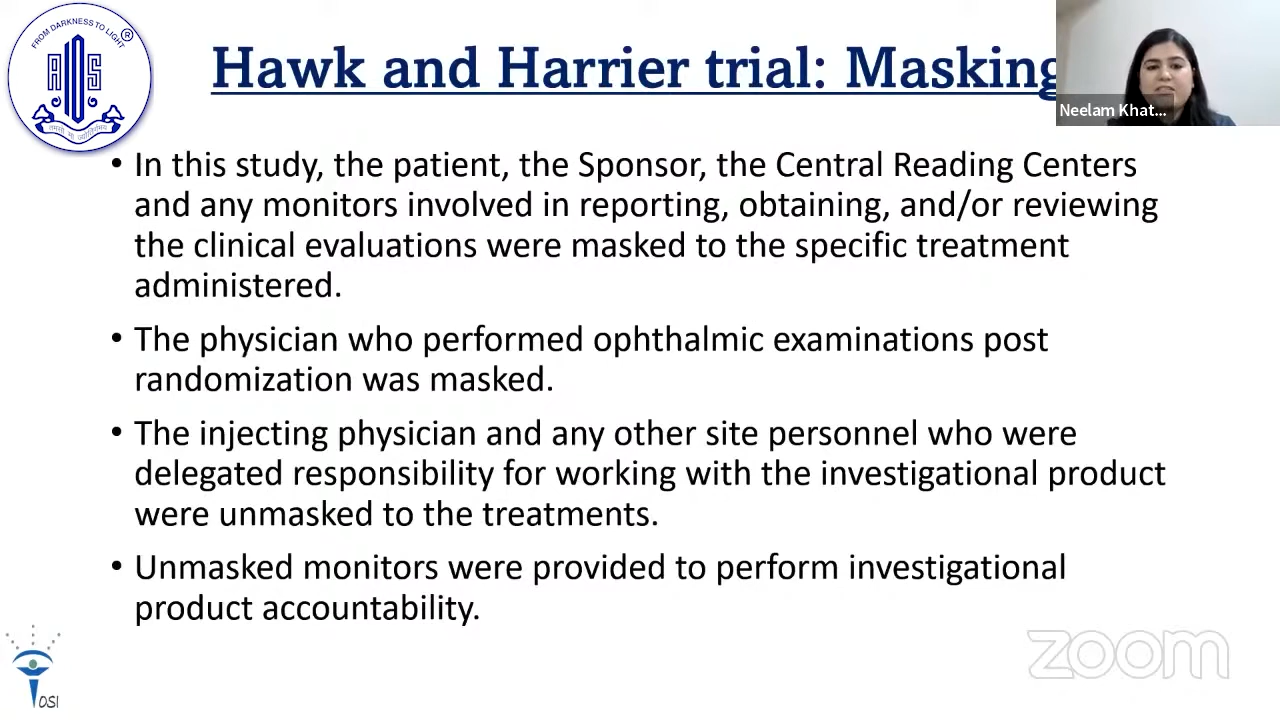 FROM DARKNESS TO LIGHT
®
Hawk and Harrier trial: Masking
Neelam Khat...
• In this study, the patient, the Sponsor, the Central Reading Centers
and any monitors involved in reporting, obtaining, and/or reviewing
the clinical evaluations were masked to the specific treatment
administered.
• The physician who performed ophthalmic examinations post
randomization was masked.
• The injecting physician and any other site personnel who were
delegated responsibility for working with the investigational product
were unmasked to the treatments.
• Unmasked monitors were provided to perform investigational
product accountability.
zoom
OSI